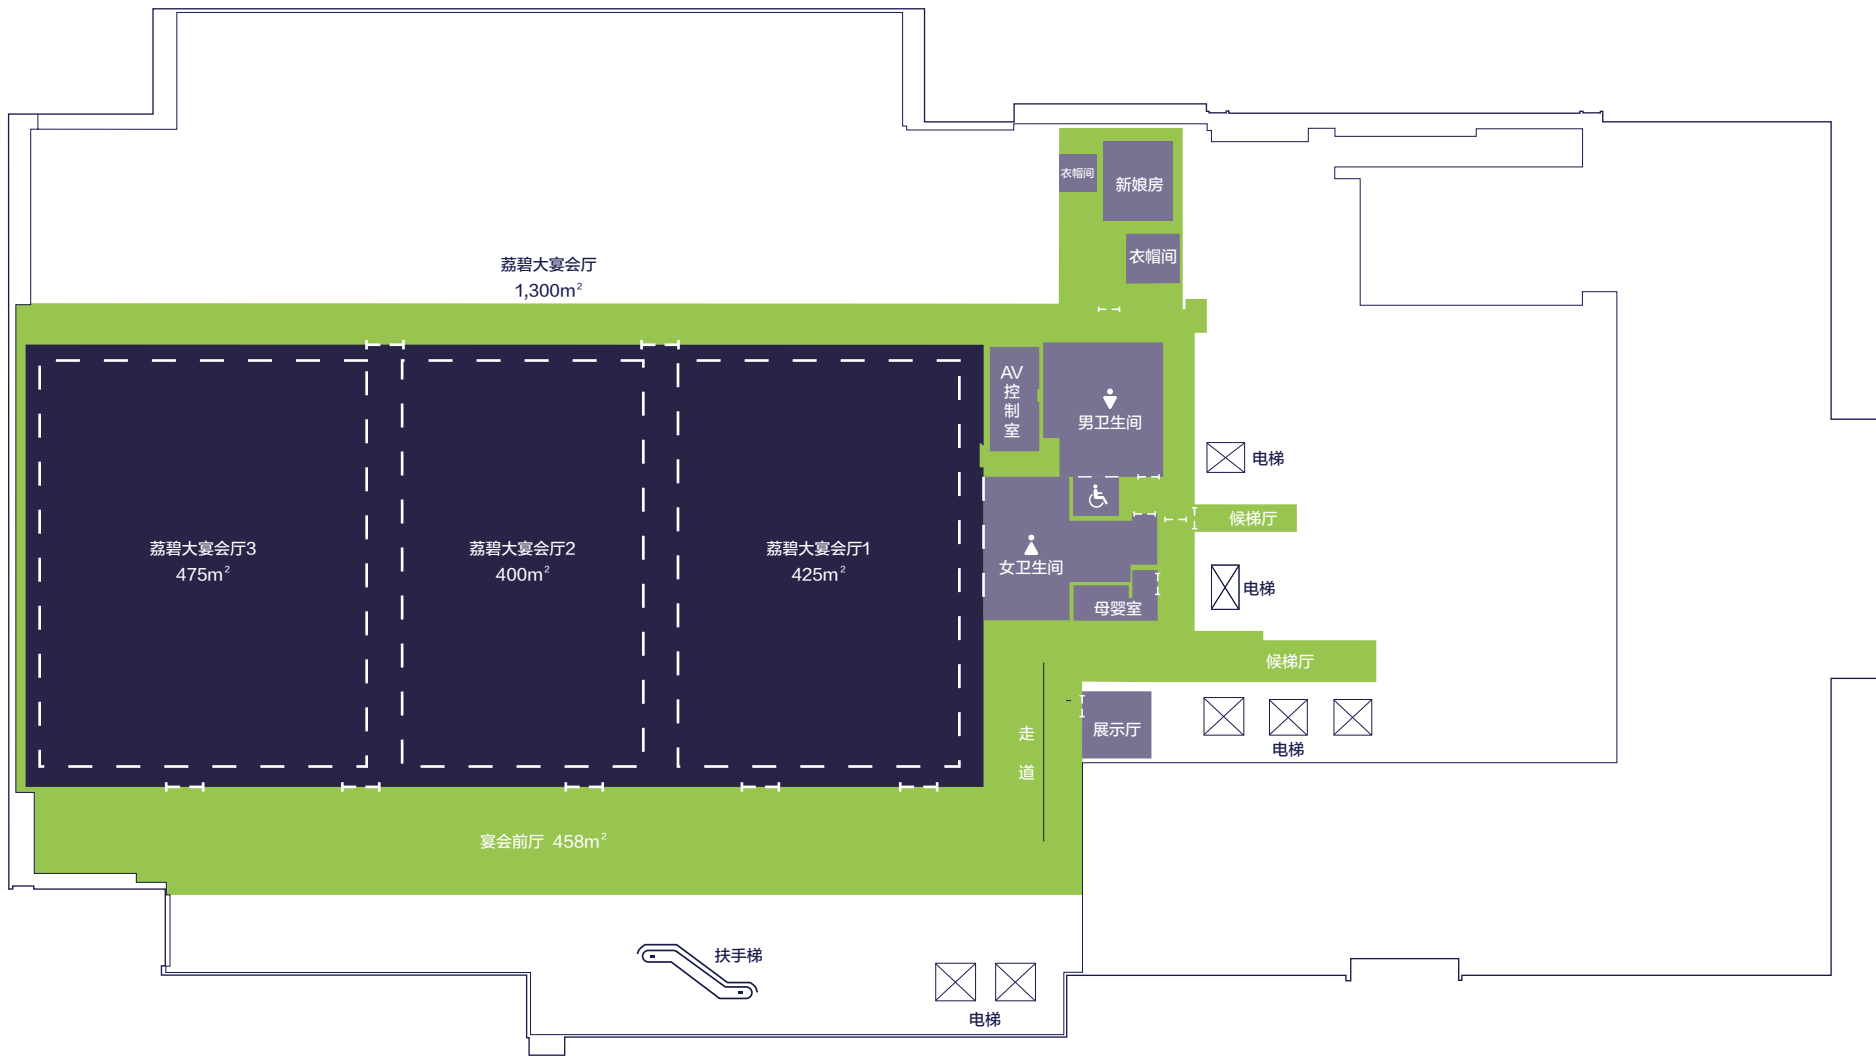 衣帽间
新娘房
衣帽间
荔碧大宴会厅
1,300m²
AV
控
制
室
男卫生间
电梯
候梯厅
荔碧大宴会厅3
475m²
荔碧大宴会厅2
400m²
荔碧大宴会厅1
425m²
女卫生间
电梯
母婴室
候梯厅
走
道
展示厅
电梯
宴会前厅 458m²
扶手梯
电梯